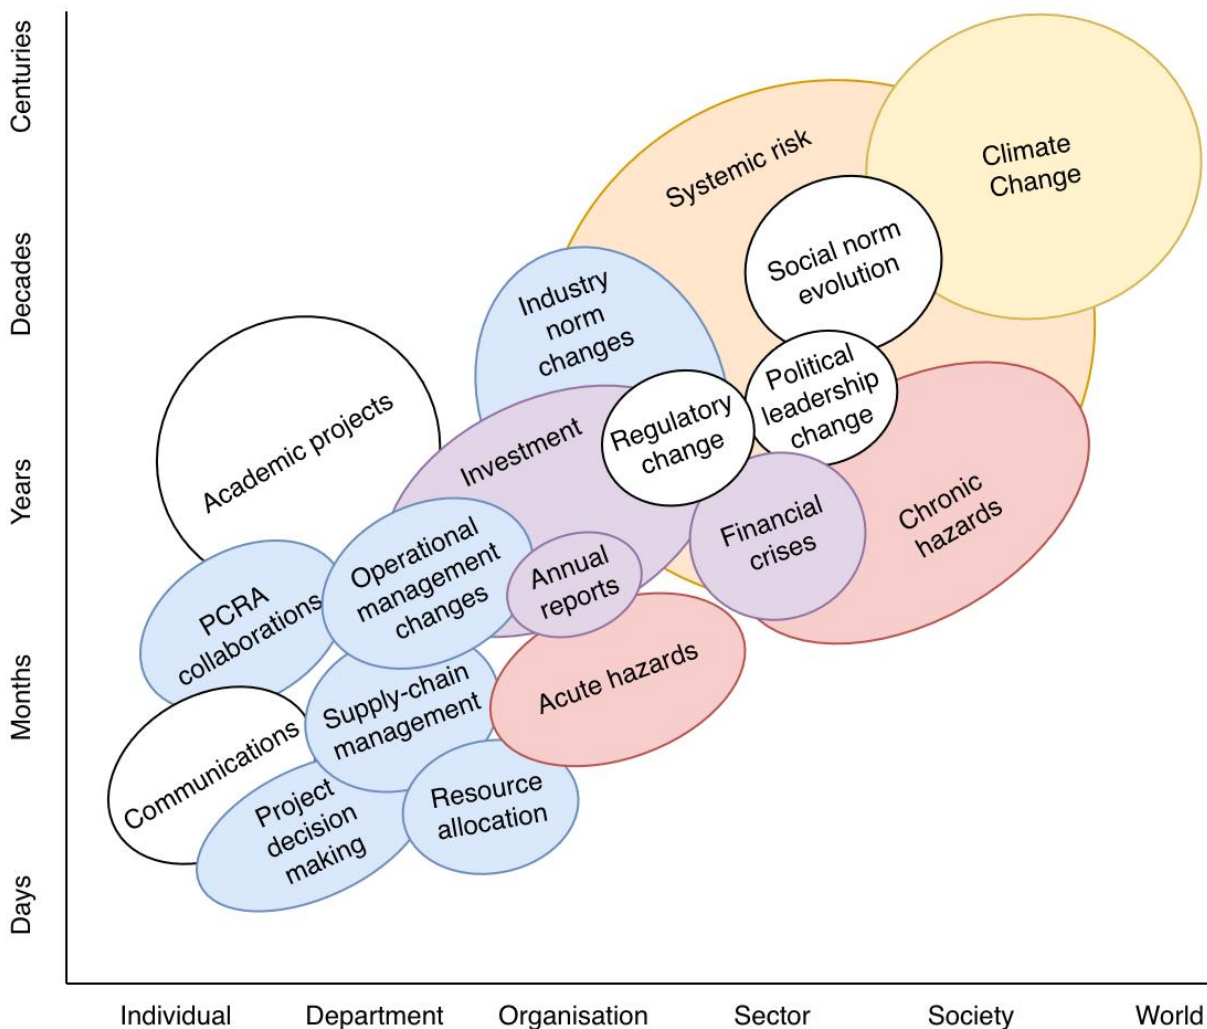 Centuries
Decades
Years
Months
Days
Climate
Change
Systemic risk
Social norm
evolution
Industry
norm
changes
Political
leadership
change
Regulatory
change
Academic projects
Investment
Chronic
hazards
Financial
crises
Operational
management
changes
Annual
reports
PCRA
collaborations
Acute hazards
Supply-chain
management
Communications
Project
decision
making
Resource
allocation
Individual
Department
Organisation
Sector
Society
World